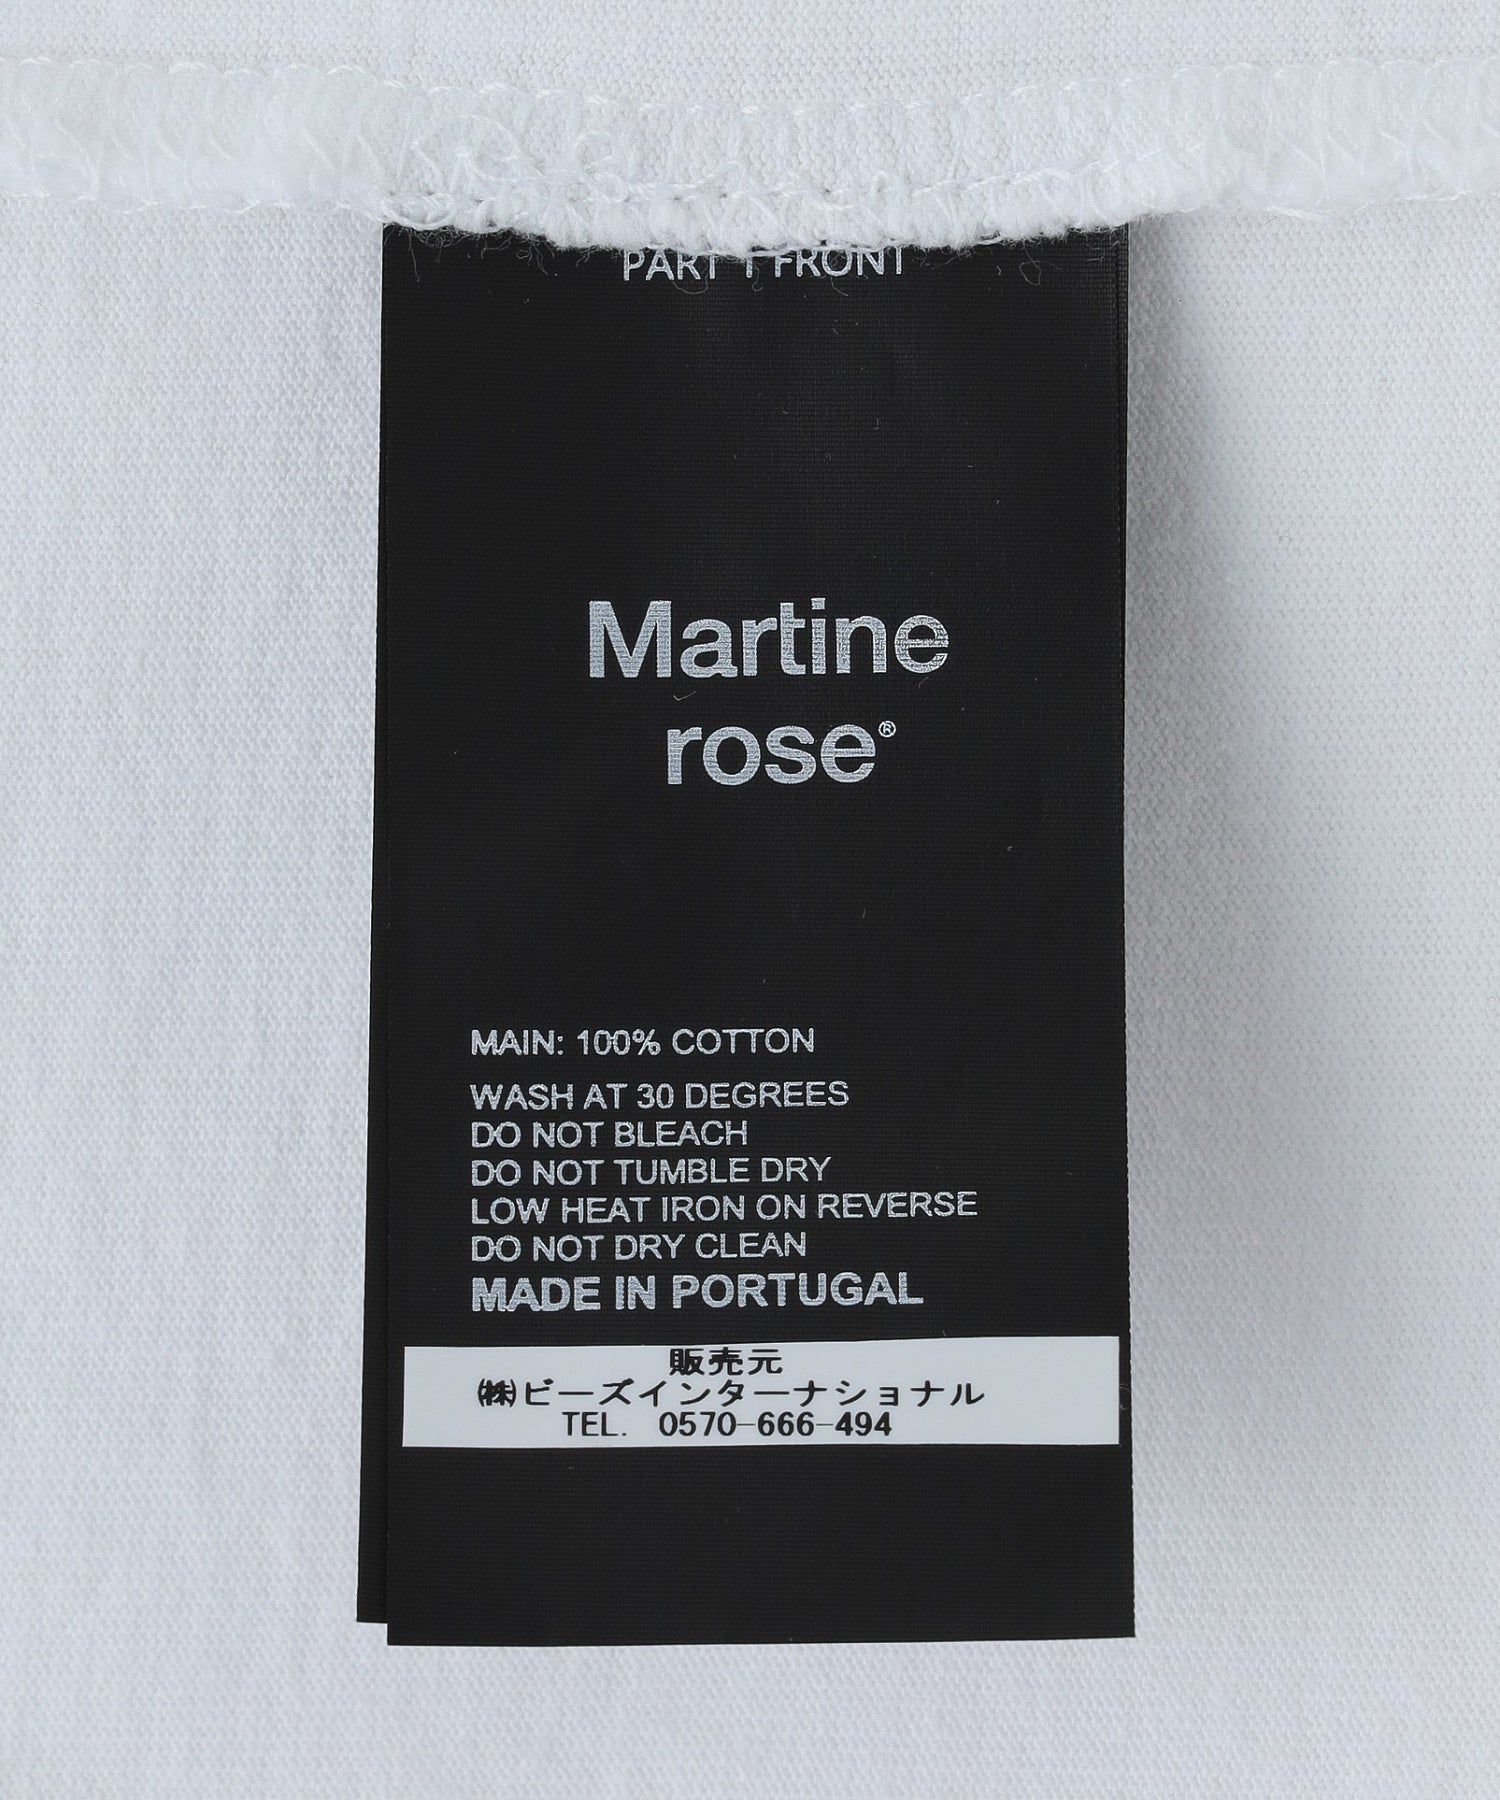 PART 1 FRONT
Martine
rose®
MAIN: 100% COTTON
WASH AT 30 DEGREES
DO NOT BLEACH
DO NOT TUMBLE DRY
LOW HEAT IRON ON REVERSE
DO NOT DRY CLEAN
MADE IN PORTUGAL
販売元
㈱ビーズインターナショナル
TEL. 0570-666-494